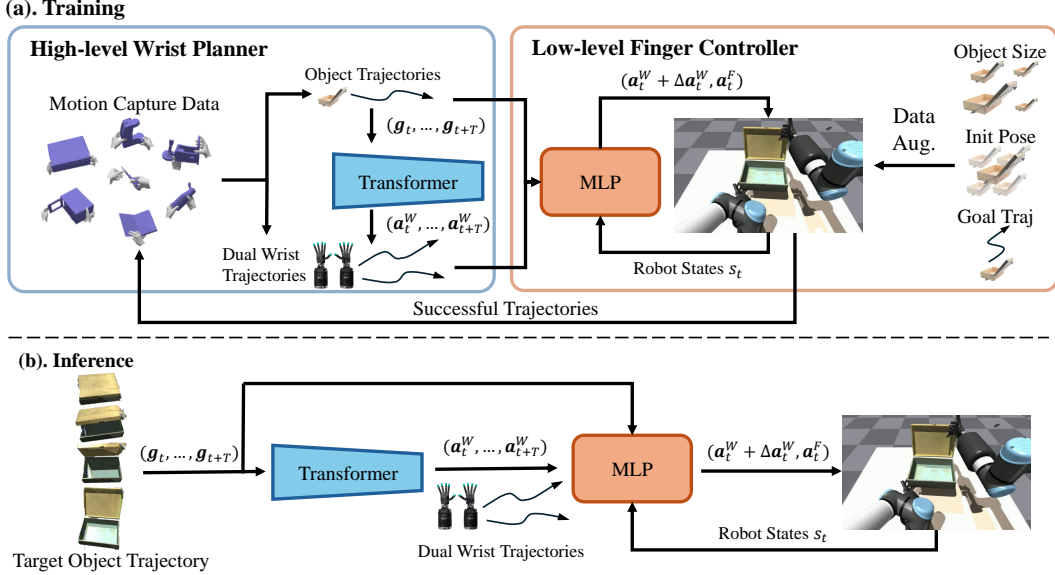 (a). Training
High-level Wrist Planner
Low-level Finger Controller
Motion Capture Data
Object Trajectories
(g_t, …, g_{t+T})
Transformer
(a_t^W, …, a_{t+T}^W)
Dual Wrist
Trajectories
(a_t^W + Δa_t^W, a_t^F)
MLP
Robot States s_t
Data
Aug.
Object Size
Init Pose
Goal Traj
Successful Trajectories
(b). Inference
(g_t, …, g_{t+T})
Transformer
(a_t^W, …, a_{t+T}^W)
MLP
(a_t^W + Δa_t^W, a_t^F)
Dual Wrist Trajectories
Robot States s_t
Target Object Trajectory